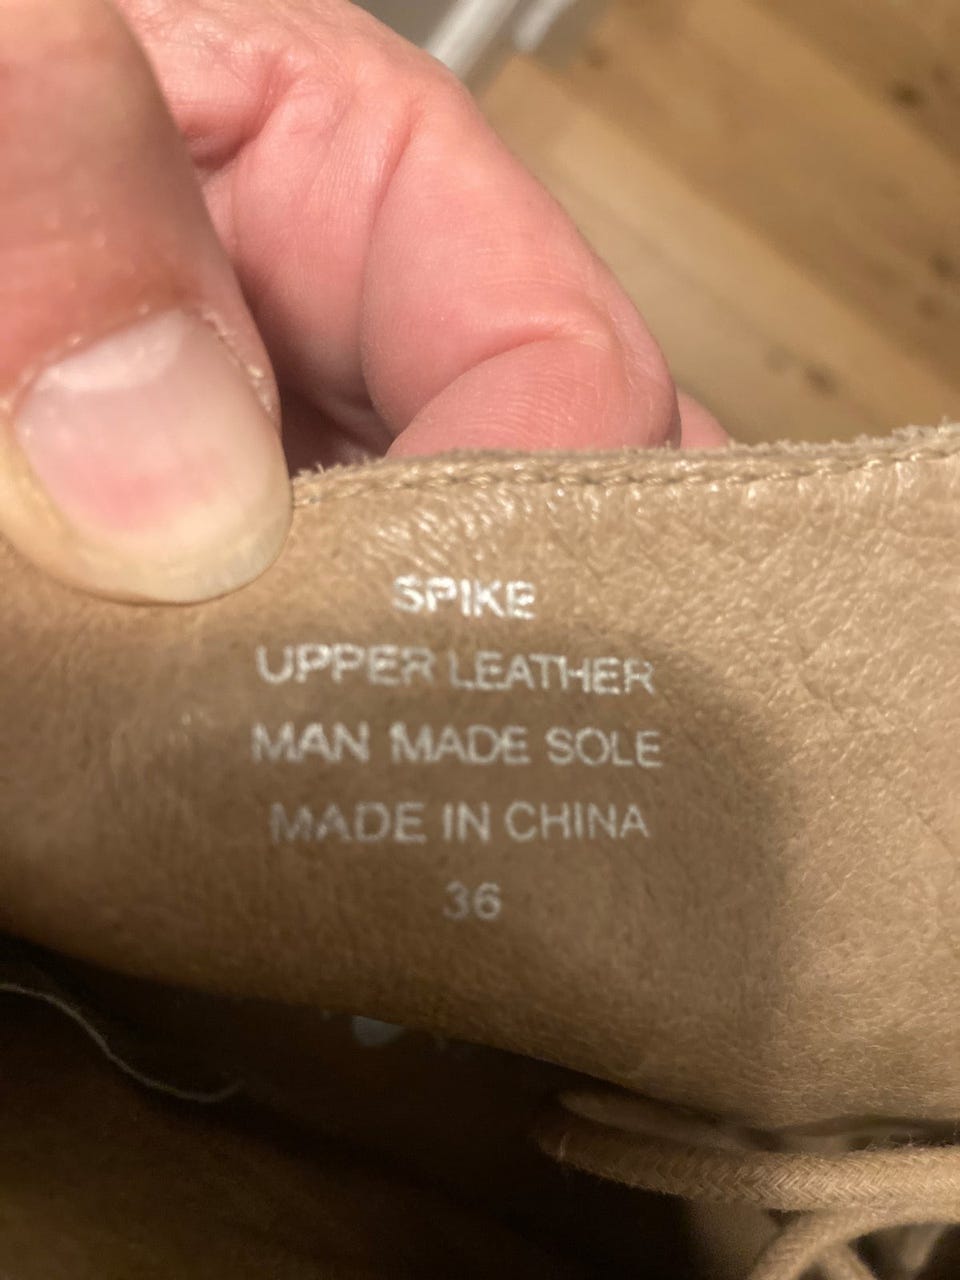 SPIKE
UPPER LEATHER
MAN MADE SOLE
MADE IN CHINA
36